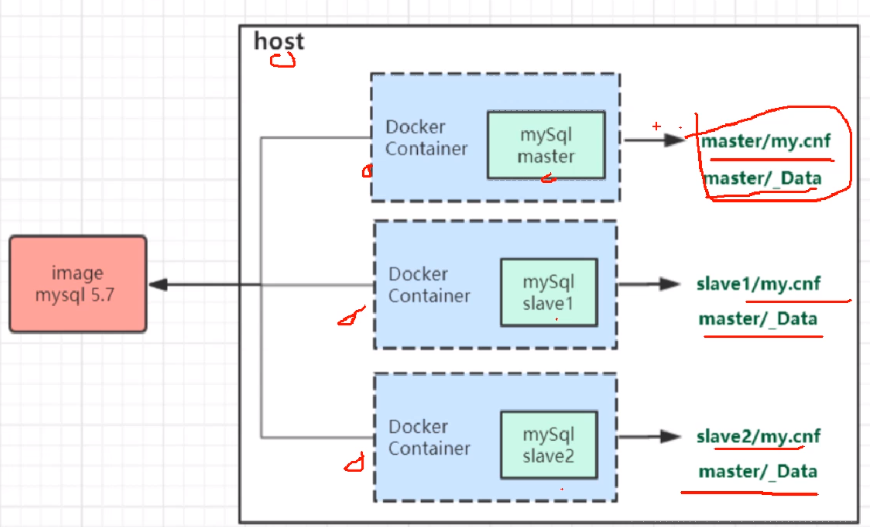 host
Docker
Container
mySql
master
master/my.cnf
master/_Data
image
mysql 5.7
Docker
Container
mySql
slave1
slave1/my.cnf
master/_Data
Docker
Container
mySql
slave2
slave2/my.cnf
master/_Data